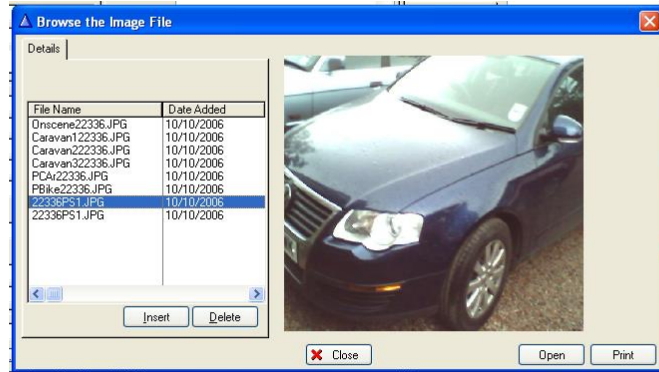 Browse the Image File
Details
File Name Date Added
Onscene22336.JPG 10/10/2006
Caravan122336.JPG 10/10/2006
Caravan222336.JPG 10/10/2006
Caravan322336.JPG 10/10/2006
PCAr22336.JPG 10/10/2006
PBike22336.JPG 10/10/2006
22336PS1.JPG 10/10/2006
22336PS1.JPG 10/10/2006
Insert Delete
Close Open Print